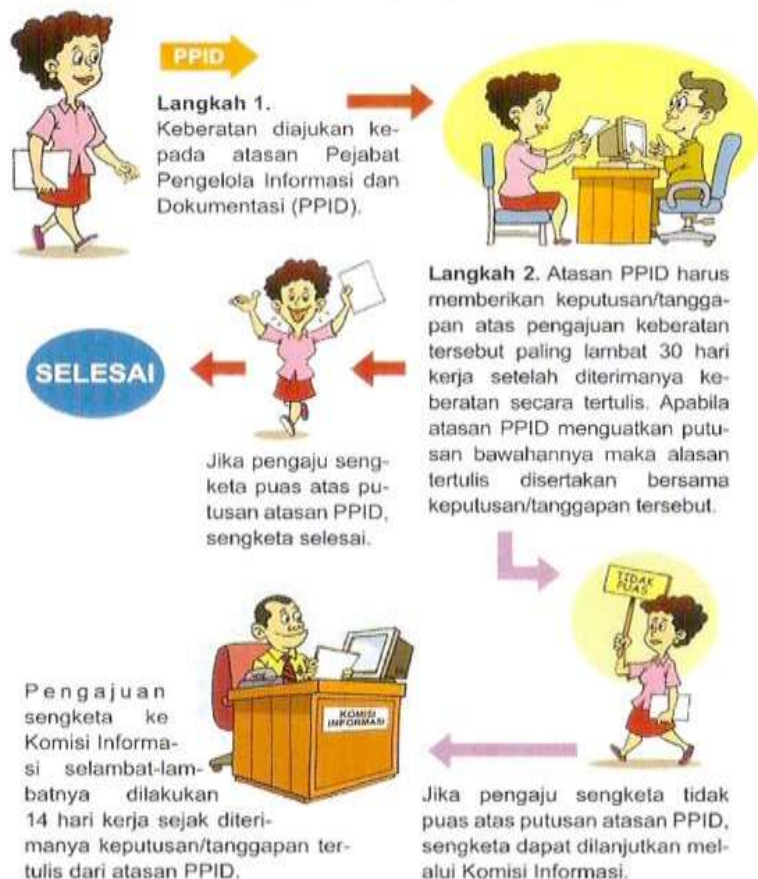 PPID
Langkah 1.
Keberatan diajukan ke-
pada atasan Pejabat
Pengelola Informasi dan
Dokumentasi (PPID).
Langkah 2. Atasan PPID harus
memberikan keputusan/tangga-
pan atas pengajuan keberatan
tersebut paling lambat 30 hari
kerja setelah diterimanya ke-
beratan secara tertulis. Apabila
atasan PPID menguatkan putu-
san bawahannya maka alasan
tertulis disertakan bersama
keputusan/tanggapan tersebut.
SELESAI
Jika pengaju seng-
keta puas atas pu-
tusan atasan PPID,
sengketa selesai.
TIDAK
PUAS
Jika pengaju sengketa tidak
puas atas putusan atasan PPID,
sengketa dapat dilanjutkan mel-
alui Komisi Informasi.
KOMISI
INFORMASI
Pengajuan
sengketa ke
Komisi Informa-
si selambat-lam-
batnya dilakukan
14 hari kerja sejak diteri-
manya keputusan/tanggapan ter-
tulis dari atasan PPID.